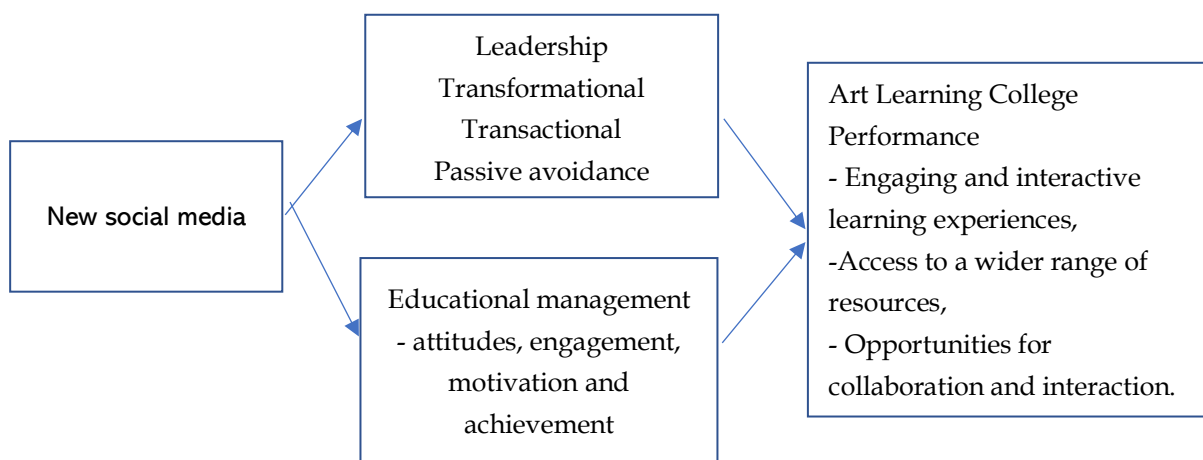 New social media
Leadership
Transformational
Transactional
Passive avoidance
Educational management
- attitudes, engagement,
motivation and
achievement
Art Learning College
Performance
- Engaging and interactive
learning experiences,
-Access to a wider range of
resources,
- Opportunities for
collaboration and interaction.